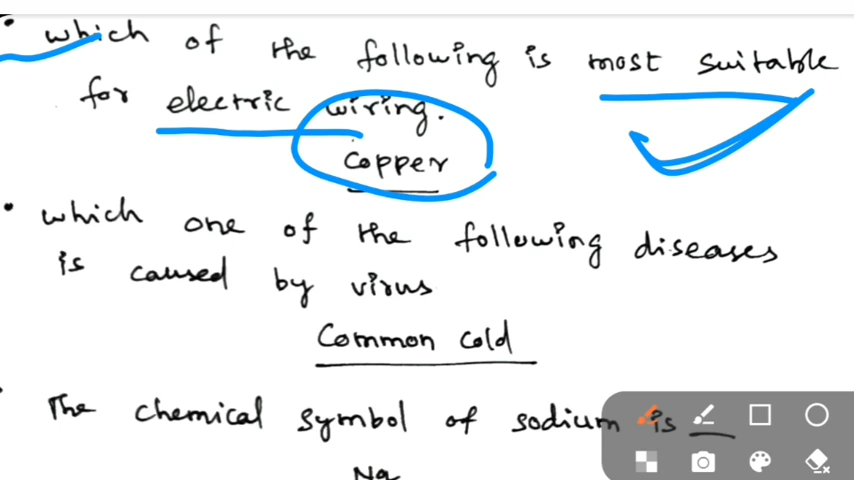 • which of the following is most suitable
for electric wiring.
copper
• which one of the following diseases
is caused by virus
Common cold
The chemical symbol of sodium is
Na